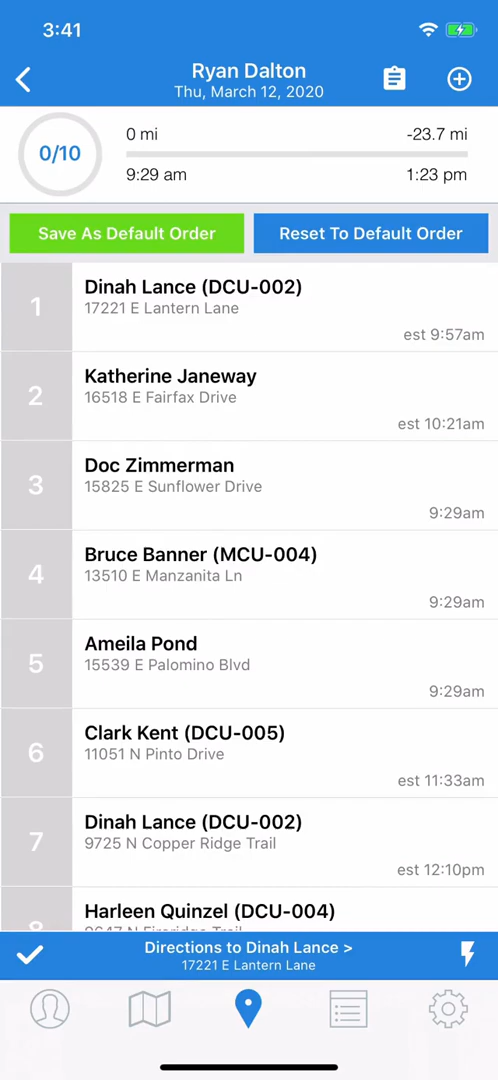 3:41
Ryan Dalton
Thu, March 12, 2020
0/10
0 mi
-23.7 mi
9:29 am
1:23 pm
Save As Default Order
Reset To Default Order
1
Dinah Lance (DCU-002)
17221 E Lantern Lane
est 9:57am
2
Katherine Janeway
16518 E Fairfax Drive
est 10:21am
3
Doc Zimmerman
15825 E Sunflower Drive
9:29am
4
Bruce Banner (MCU-004)
13510 E Manzanita Ln
9:29am
5
Ameila Pond
15539 E Palomino Blvd
9:29am
6
Clark Kent (DCU-005)
11051 N Pinto Drive
est 11:33am
7
Dinah Lance (DCU-002)
9725 N Copper Ridge Trail
est 12:10pm
8
Harleen Quinzel (DCU-004)
9647 N Fireridge Trail
Directions to Dinah Lance >
17221 E Lantern Lane